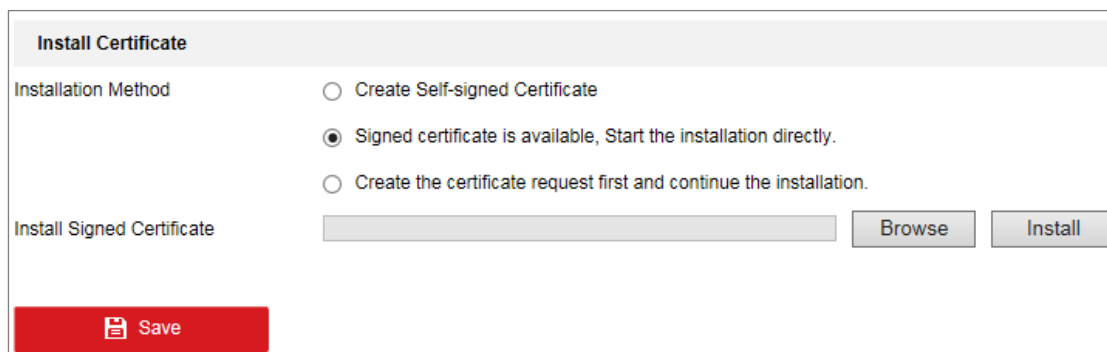 Install Certificate
Installation Method
Create Self-signed Certificate
Signed certificate is available, Start the installation directly.
Create the certificate request first and continue the installation.
Install Signed Certificate
Browse
Install
Save